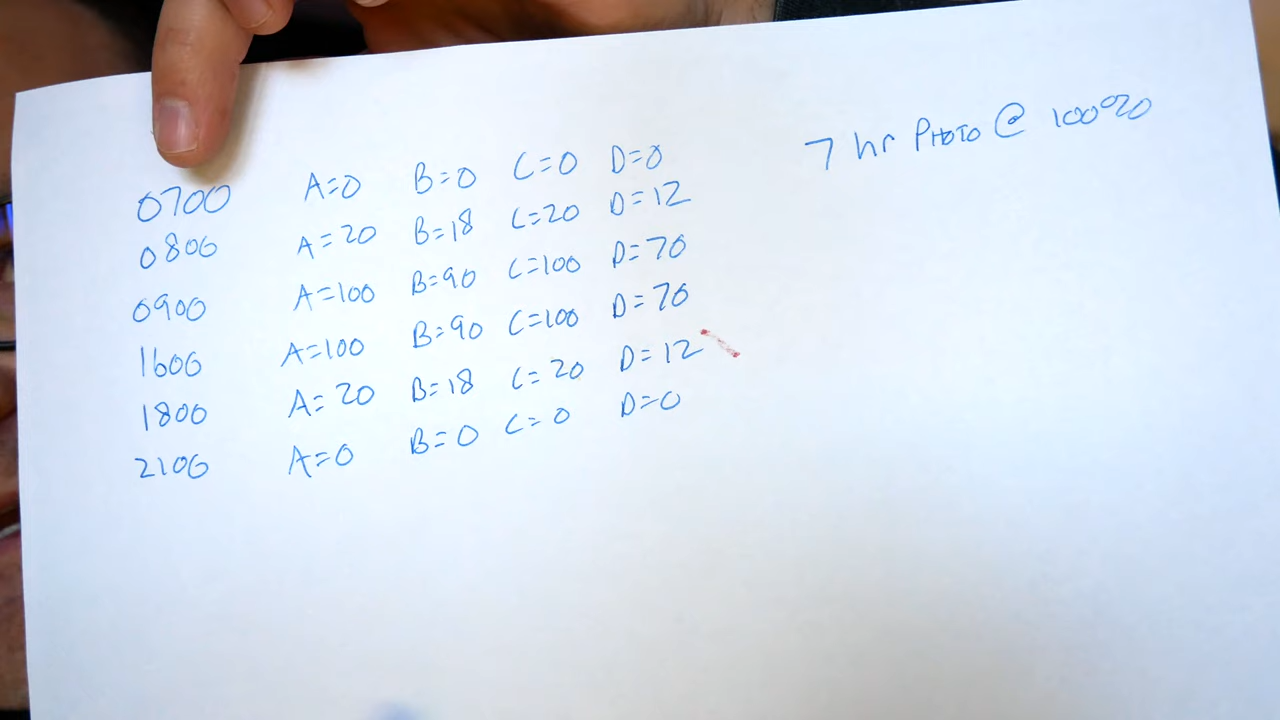 7 hr PHOTO @ 100%
0700 A=0 B=0 C=0 D=0
0800 A=20 B=18 C=20 D=12
0900 A=100 B=90 C=100 D=70
1600 A=100 B=90 C=100 D=70
1800 A=20 B=18 C=20 D=12
2100 A=0 B=0 C=0 D=0